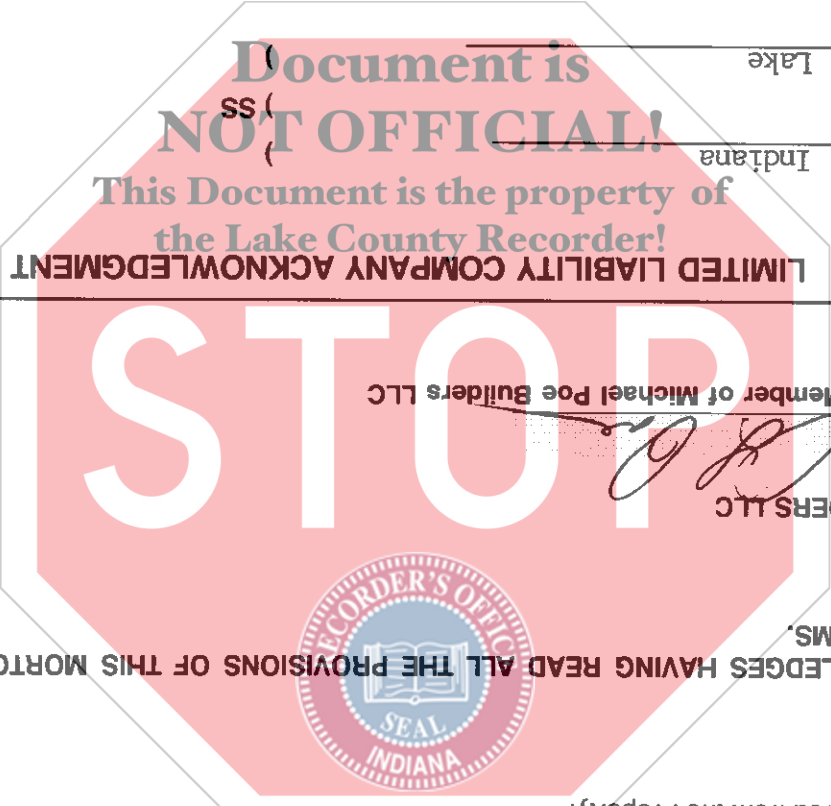 Document is
NOT OFFICIAL!
This Document is the property of
the Lake County Recorder!
STOP
RECORDER'S OFFICE
SEAL
INDIANA
LEDGES HAVING READ ALL THE PROVISIONS OF THIS MORTG
MS.
ERS LLC
ember of Michael Poe Builders LLC
LIMITED LIABILITY COMPANY ACKNOWLEDGMENT
Indiana )
) SS
Lake )